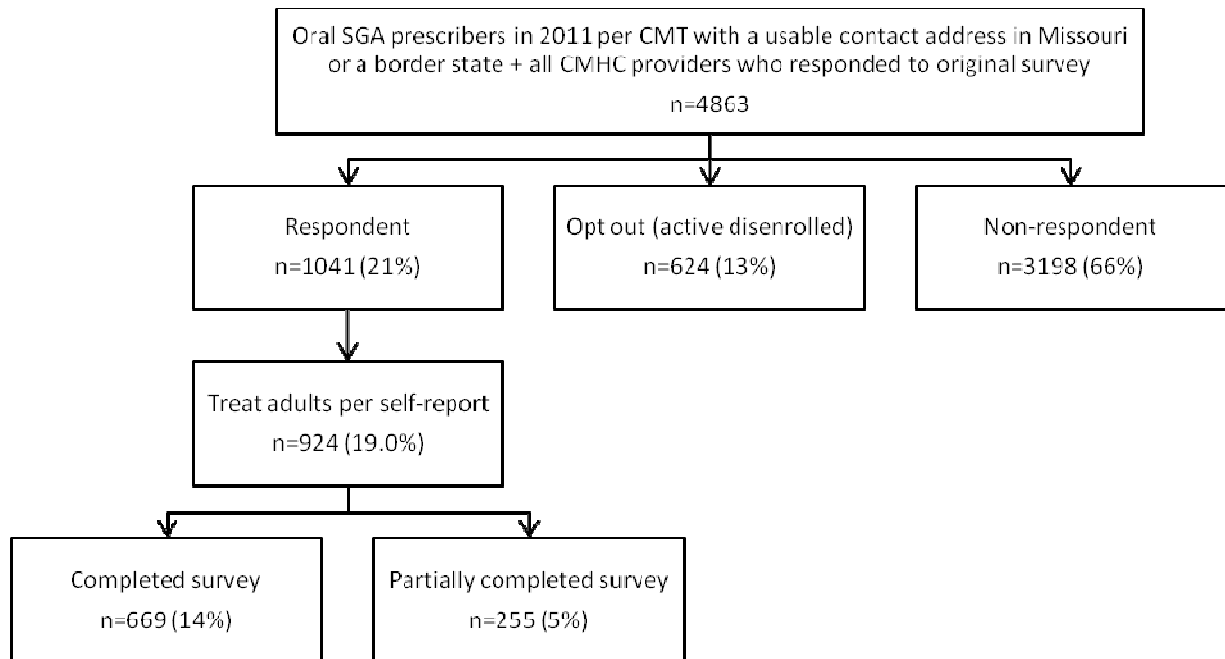 Oral SGA prescribers in 2011 per CMT with a usable contact address in Missouri
or a border state + all CMHC providers who responded to original survey
n=4863
Respondent
n=1041 (21%)
Opt out (active disenrolled)
n=624 (13%)
Non-respondent
n=3198 (66%)
Treat adults per self-report
n=924 (19.0%)
Completed survey
n=669 (14%)
Partially completed survey
n=255 (5%)